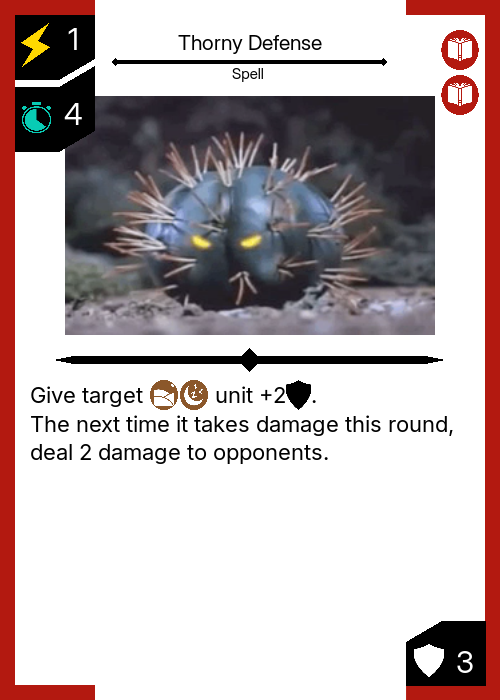 1
Thorny Defense
Spell
4
Give target unit +2.
The next time it takes damage this round,
deal 2 damage to opponents.
3